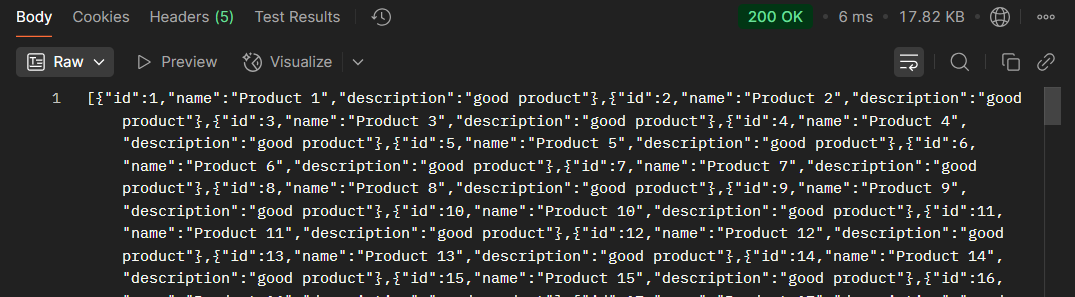 Body Cookies Headers (5) Test Results 200 OK • 6 ms • 17.82 KB
Raw Preview Visualize
1 [{"id":1,"name":"Product 1","description":"good product"},{"id":2,"name":"Product 2","description":"good
product"},{"id":3,"name":"Product 3","description":"good product"},{"id":4,"name":"Product 4",
"description":"good product"},{"id":5,"name":"Product 5","description":"good product"},{"id":6,
"name":"Product 6","description":"good product"},{"id":7,"name":"Product 7","description":"good
product"},{"id":8,"name":"Product 8","description":"good product"},{"id":9,"name":"Product 9",
"description":"good product"},{"id":10,"name":"Product 10","description":"good product"},{"id":11,
"name":"Product 11","description":"good product"},{"id":12,"name":"Product 12","description":"good
product"},{"id":13,"name":"Product 13","description":"good product"},{"id":14,"name":"Product 14",
"description":"good product"},{"id":15,"name":"Product 15","description":"good product"},{"id":16,